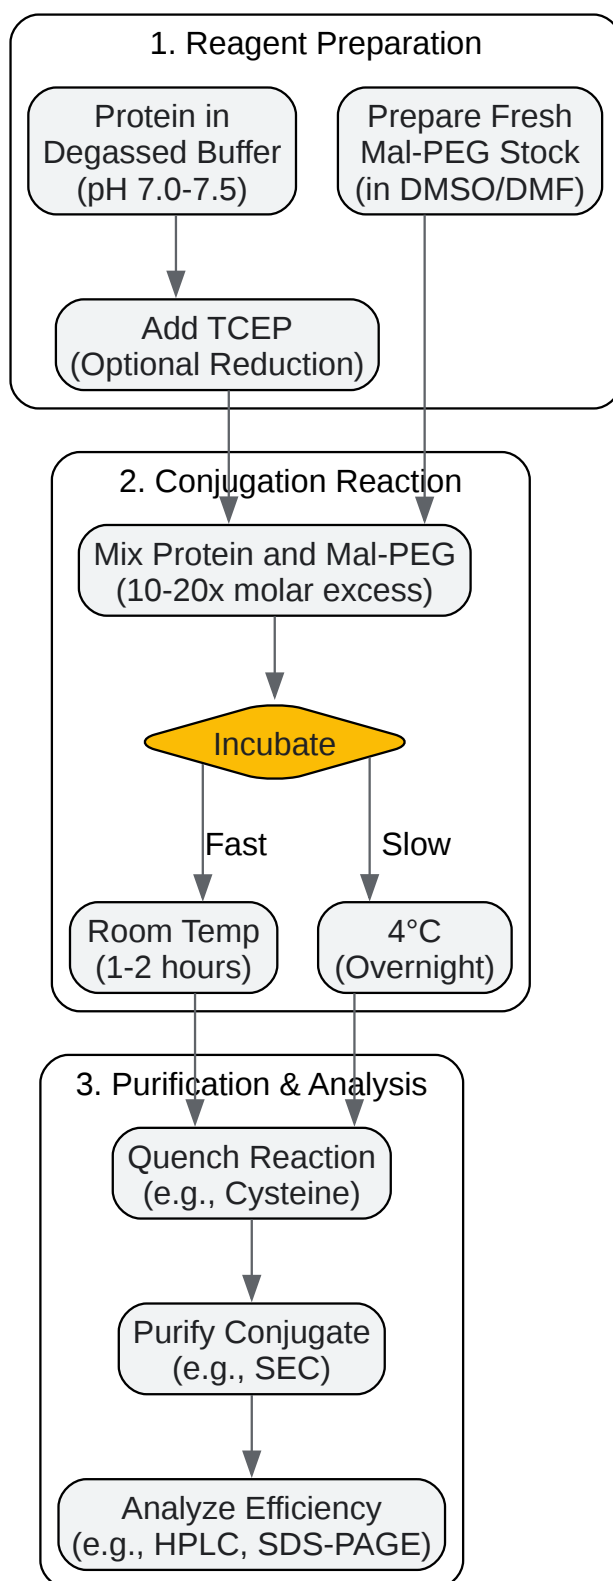 1. Reagent Preparation
Protein in
Degassed Buffer
(pH 7.0-7.5)
Prepare Fresh
Mal-PEG Stock
(in DMSO/DMF)
Add TCEP
(Optional Reduction)
2. Conjugation Reaction
Mix Protein and Mal-PEG
(10-20x molar excess)
Incubate
Fast
Slow
Room Temp
(1-2 hours)
4°C
(Overnight)
3. Purification & Analysis
Quench Reaction
(e.g., Cysteine)
Purify Conjugate
(e.g., SEC)
Analyze Efficiency
(e.g., HPLC, SDS-PAGE)